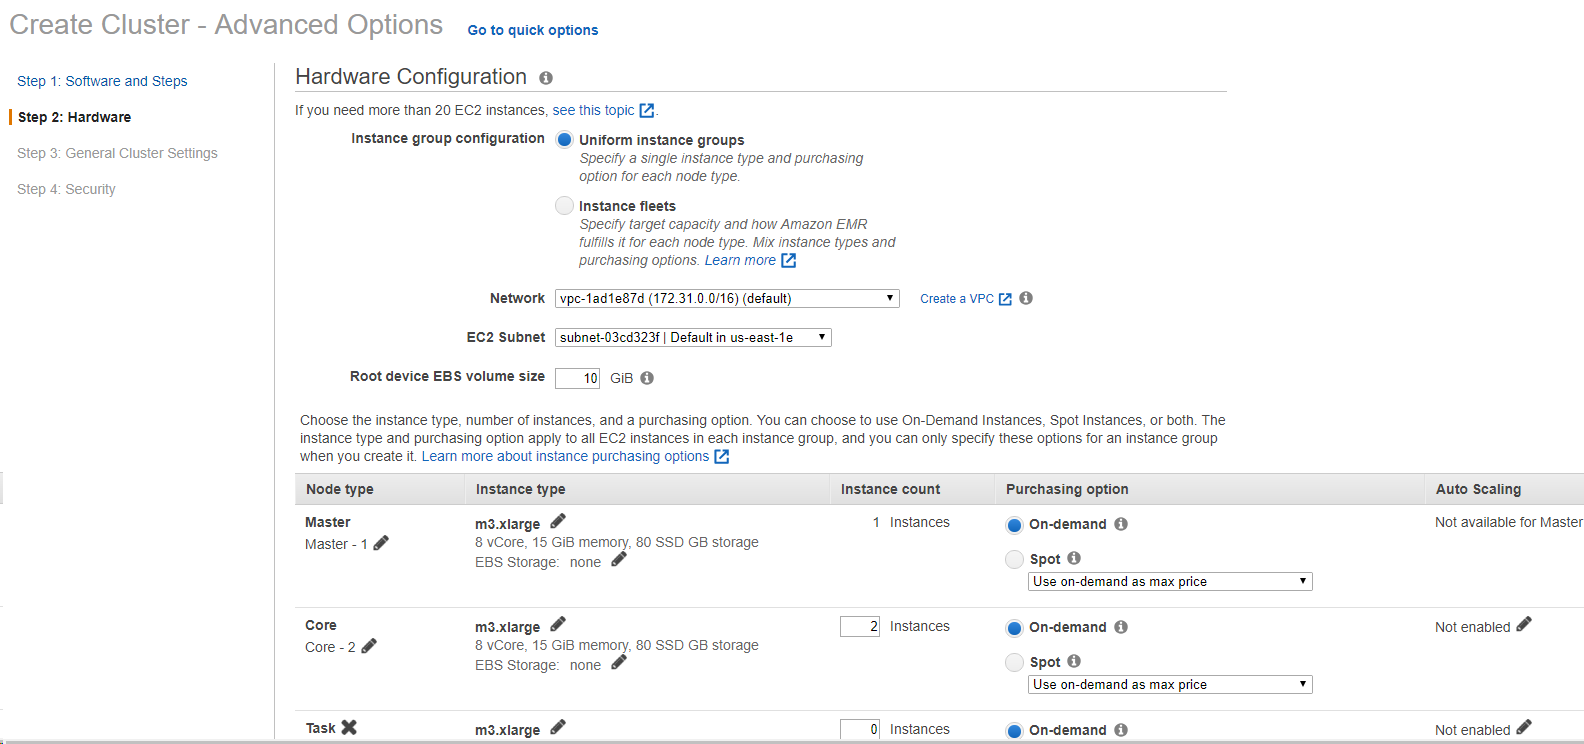 Create Cluster - Advanced Options Go to quick options
Step 1: Software and Steps
Step 2: Hardware
Step 3: General Cluster Settings
Step 4: Security
Hardware Configuration
If you need more than 20 EC2 instances, see this topic .
Instance group configuration Uniform instance groups
Specify a single instance type and purchasing
option for each node type.
Instance fleets
Specify target capacity and how Amazon EMR
fulfills it for each node type. Mix instance types and
purchasing options. Learn more
Network vpc-1ad1e87d (172.31.0.0/16) (default) Create a VPC
EC2 Subnet subnet-03cd323f | Default in us-east-1e
Root device EBS volume size 10 GiB
Choose the instance type, number of instances, and a purchasing option. You can choose to use On-Demand Instances, Spot Instances, or both. The
instance type and purchasing option apply to all EC2 instances in each instance group, and you can only specify these options for an instance group
when you create it. Learn more about instance purchasing options
Node type Instance type Instance count Purchasing option Auto Scaling
Master m3.xlarge 1 Instances On-demand Not available for Master
Master - 1 8 vCore, 15 GiB memory, 80 SSD GB storage
EBS Storage: none Spot
Use on-demand as max price
Core m3.xlarge 2 Instances On-demand Not enabled
Core - 2 8 vCore, 15 GiB memory, 80 SSD GB storage
EBS Storage: none Spot
Use on-demand as max price
Task m3.xlarge 0 Instances On-demand Not enabled